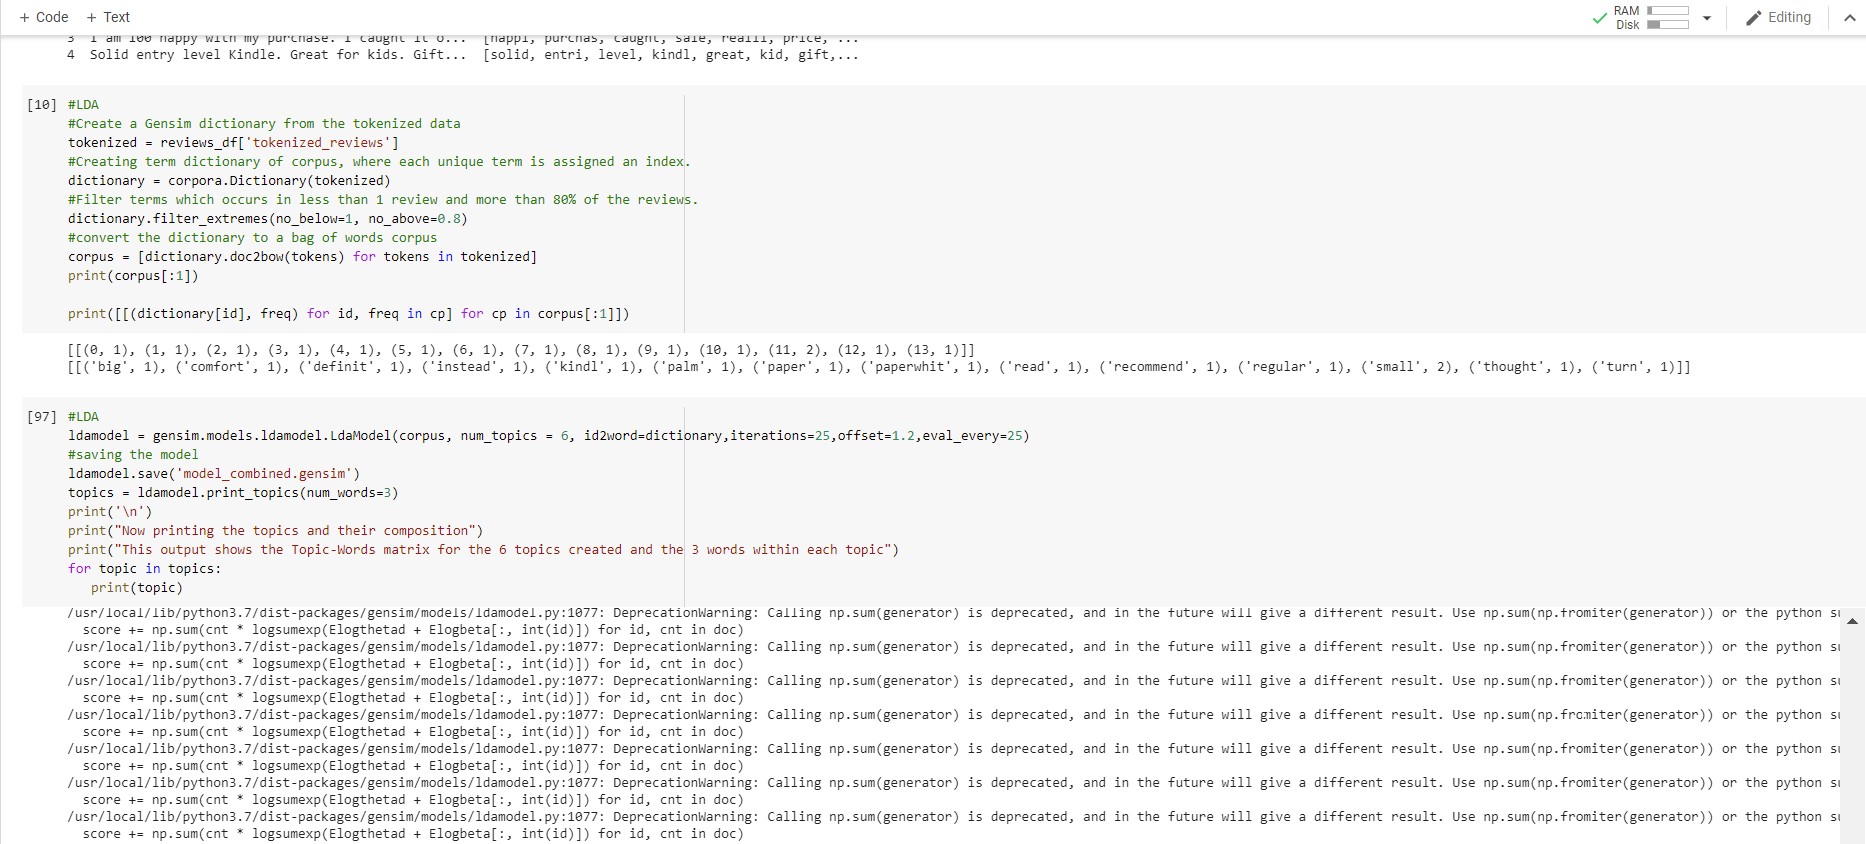 + Code + Text
RAM
Disk
Editing
3 I am 100 happy with my purchase. I caught it o... [happi, purchas, caught, sale, realli, price, ...
4 Solid entry level Kindle. Great for kids. Gift... [solid, entri, level, kindl, great, kid, gift,...
[10] #LDA
#Create a Gensim dictionary from the tokenized data
tokenized = reviews_df['tokenized_reviews']
#Creating term dictionary of corpus, where each unique term is assigned an index.
dictionary = corpora.Dictionary(tokenized)
#Filter terms which occurs in less than 1 review and more than 80% of the reviews.
dictionary.filter_extremes(no_below=1, no_above=0.8)
#convert the dictionary to a bag of words corpus
corpus = [dictionary.doc2bow(tokens) for tokens in tokenized]
print(corpus[:1])
print([[(dictionary[id], freq) for id, freq in cp] for cp in corpus[:1]])
[[(0, 1), (1, 1), (2, 1), (3, 1), (4, 1), (5, 1), (6, 1), (7, 1), (8, 1), (9, 1), (10, 1), (11, 2), (12, 1), (13, 1)]]
[[('big', 1), ('comfort', 1), ('definit', 1), ('instead', 1), ('kindl', 1), ('palm', 1), ('paper', 1), ('paperwhit', 1), ('read', 1), ('recommend', 1), ('regular', 1), ('small', 2), ('thought', 1), ('turn', 1)]]
[97] #LDA
ldamodel = gensim.models.ldamodel.LdaModel(corpus, num_topics = 6, id2word=dictionary,iterations=25,offset=1.2,eval_every=25)
#saving the model
ldamodel.save('model_combined.gensim')
topics = ldamodel.print_topics(num_words=3)
print('\n')
print("Now printing the topics and their composition")
print("This output shows the Topic-Words matrix for the 6 topics created and the 3 words within each topic")
for topic in topics:
print(topic)
/usr/local/lib/python3.7/dist-packages/gensim/models/ldamodel.py:1077: DeprecationWarning: Calling np.sum(generator) is deprecated, and in the future will give a different result. Use np.sum(np.fromiter(generator)) or the python
score += np.sum(cnt * logsumexp(Elogthetad + Elogbeta[:, int(id)]) for id, cnt in doc)
/usr/local/lib/python3.7/dist-packages/gensim/models/ldamodel.py:1077: DeprecationWarning: Calling np.sum(generator) is deprecated, and in the future will give a different result. Use np.sum(np.fromiter(generator)) or the python
score += np.sum(cnt * logsumexp(Elogthetad + Elogbeta[:, int(id)]) for id, cnt in doc)
/usr/local/lib/python3.7/dist-packages/gensim/models/ldamodel.py:1077: DeprecationWarning: Calling np.sum(generator) is deprecated, and in the future will give a different result. Use np.sum(np.fromiter(generator)) or the python
score += np.sum(cnt * logsumexp(Elogthetad + Elogbeta[:, int(id)]) for id, cnt in doc)
/usr/local/lib/python3.7/dist-packages/gensim/models/ldamodel.py:1077: DeprecationWarning: Calling np.sum(generator) is deprecated, and in the future will give a different result. Use np.sum(np.fromiter(generator)) or the python
score += np.sum(cnt * logsumexp(Elogthetad + Elogbeta[:, int(id)]) for id, cnt in doc)
/usr/local/lib/python3.7/dist-packages/gensim/models/ldamodel.py:1077: DeprecationWarning: Calling np.sum(generator) is deprecated, and in the future will give a different result. Use np.sum(np.fromiter(generator)) or the python
score += np.sum(cnt * logsumexp(Elogthetad + Elogbeta[:, int(id)]) for id, cnt in doc)
/usr/local/lib/python3.7/dist-packages/gensim/models/ldamodel.py:1077: DeprecationWarning: Calling np.sum(generator) is deprecated, and in the future will give a different result. Use np.sum(np.fromiter(generator)) or the python
score += np.sum(cnt * logsumexp(Elogthetad + Elogbeta[:, int(id)]) for id, cnt in doc)
/usr/local/lib/python3.7/dist-packages/gensim/models/ldamodel.py:1077: DeprecationWarning: Calling np.sum(generator) is deprecated, and in the future will give a different result. Use np.sum(np.fromiter(generator)) or the python
score += np.sum(cnt * logsumexp(Elogthetad + Elogbeta[:, int(id)]) for id, cnt in doc)